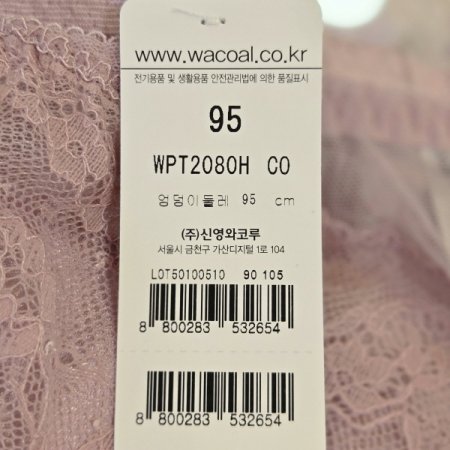 www.wacoal.co.kr
전기용품 및 생활용품 안전관리법에 의한 품질표시
95
WPT2080H CO
엉덩이둘레 95 cm
(주)신영와코루
서울시 금천구 가산디지털 1로 104
LOT50100510 90 105
8 800283 532654
8 800283 532654